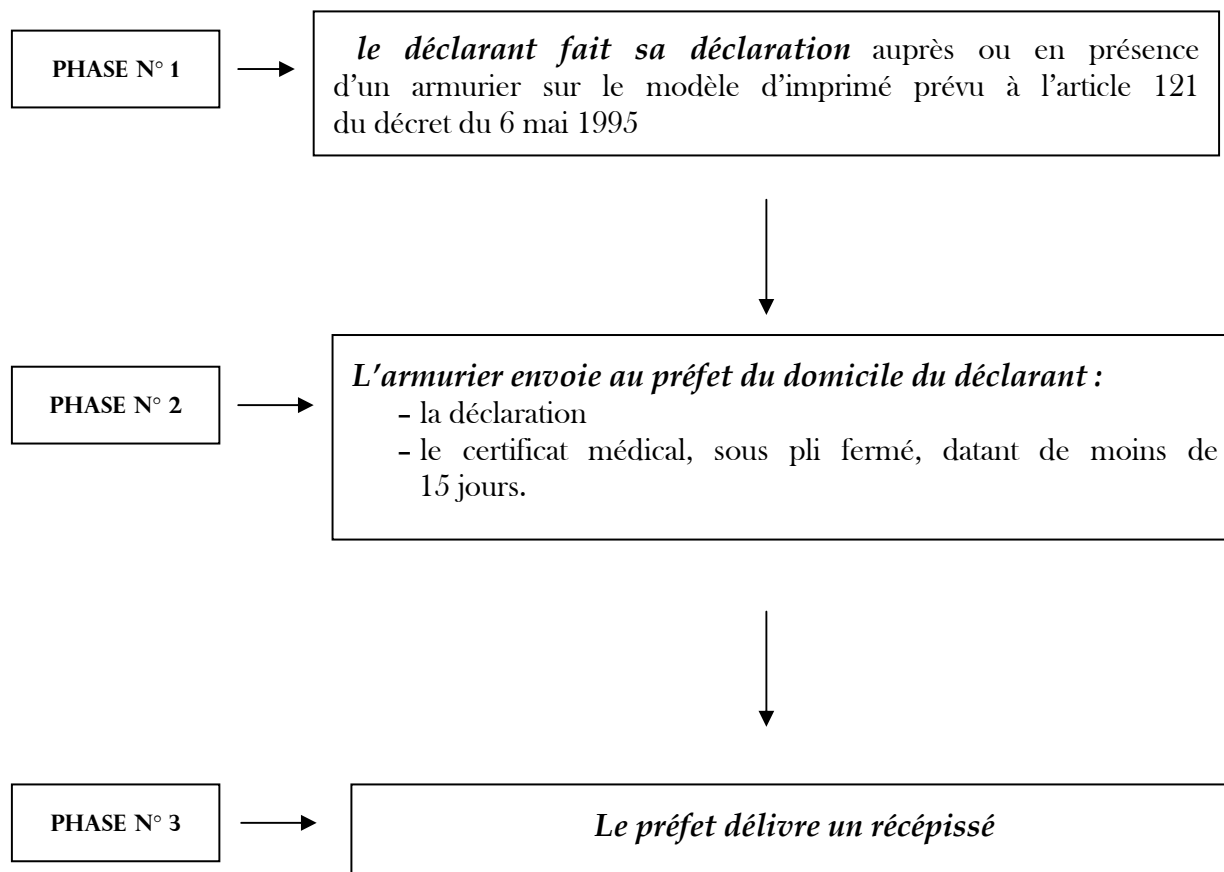 PHASE N° 1
le déclarant fait sa déclaration auprès ou en présence
d'un armurier sur le modèle d'imprimé prévu à l'article 121
du décret du 6 mai 1995
PHASE N° 2
L'armurier envoie au préfet du domicile du déclarant :
– la déclaration
– le certificat médical, sous pli fermé, datant de moins de
15 jours.
PHASE N° 3
Le préfet délivre un récépissé